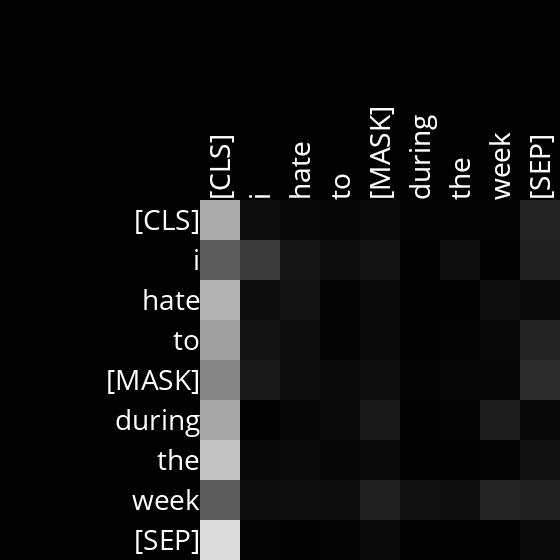 [CLS] i hate to [MASK] during the week [SEP]
[CLS]
i
hate
to
[MASK]
during
the
week
[SEP]